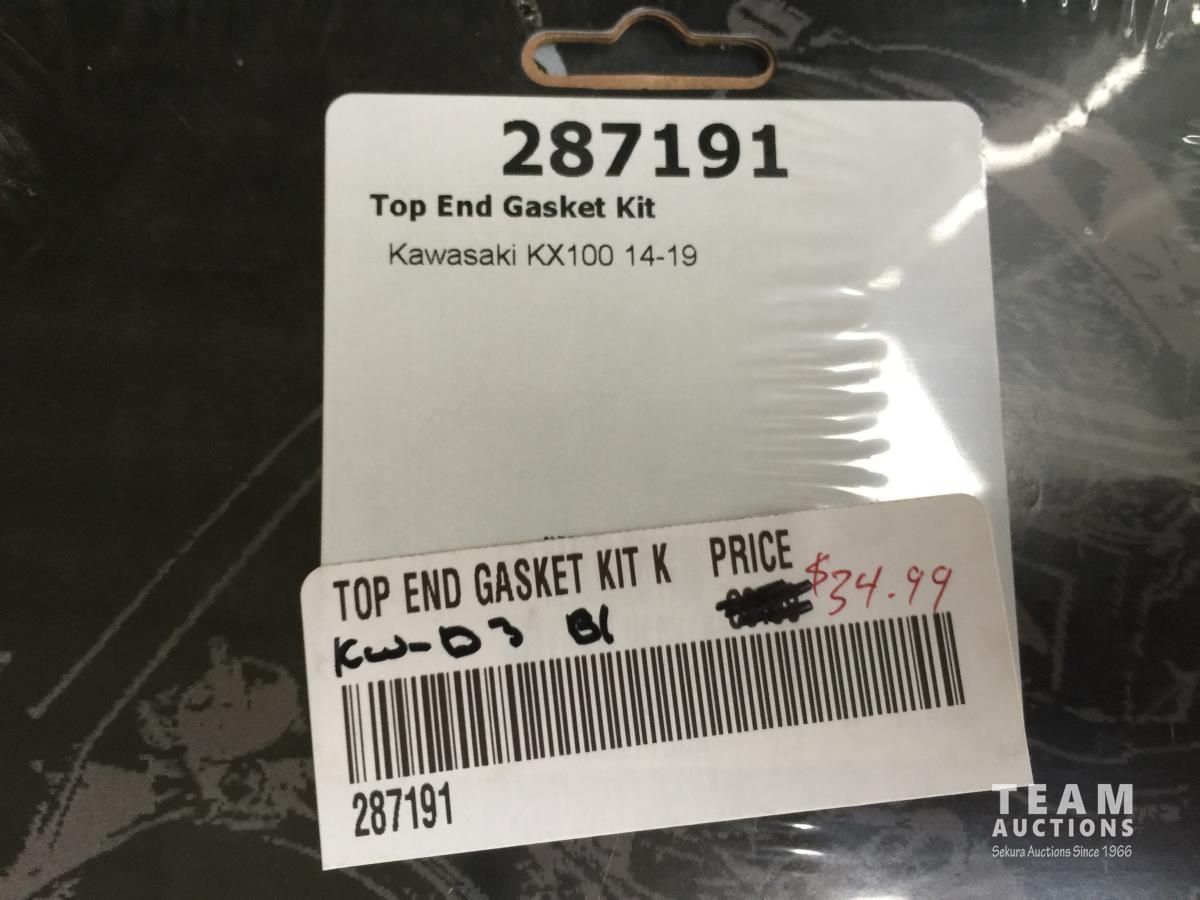 287191
Top End Gasket Kit
Kawasaki KX100 14-19
TOP END GASKET KIT K PRICE
$34.99
KW-D3 B1
287191
TEAM
AUCTIONS
Sekura Auctions Since 1966